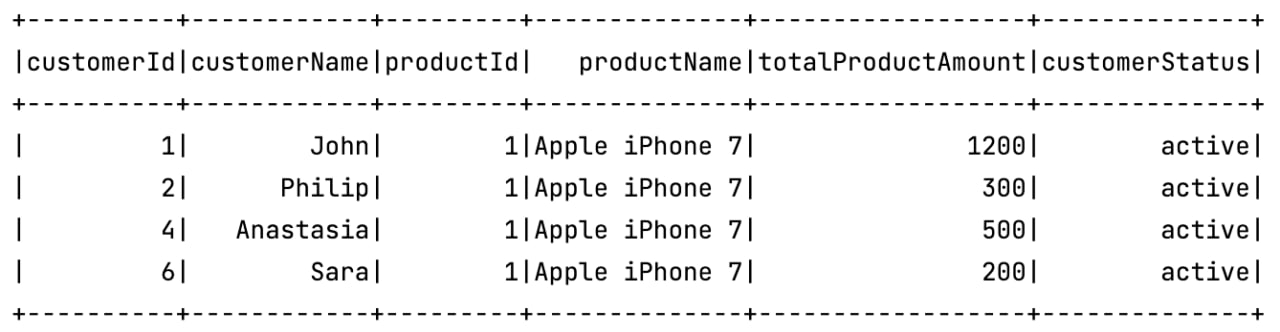 +----------+------------+---------+--------------+------------------+--------------+
|customerId|customerName|productId|   productName|totalProductAmount|customerStatus|
+----------+------------+---------+--------------+------------------+--------------+
|         1|        John|        1|Apple iPhone 7|              1200|        active|
|         2|      Philip|        1|Apple iPhone 7|               300|        active|
|         4|   Anastasia|        1|Apple iPhone 7|               500|        active|
|         6|        Sara|        1|Apple iPhone 7|               200|        active|
+----------+------------+---------+--------------+------------------+--------------+